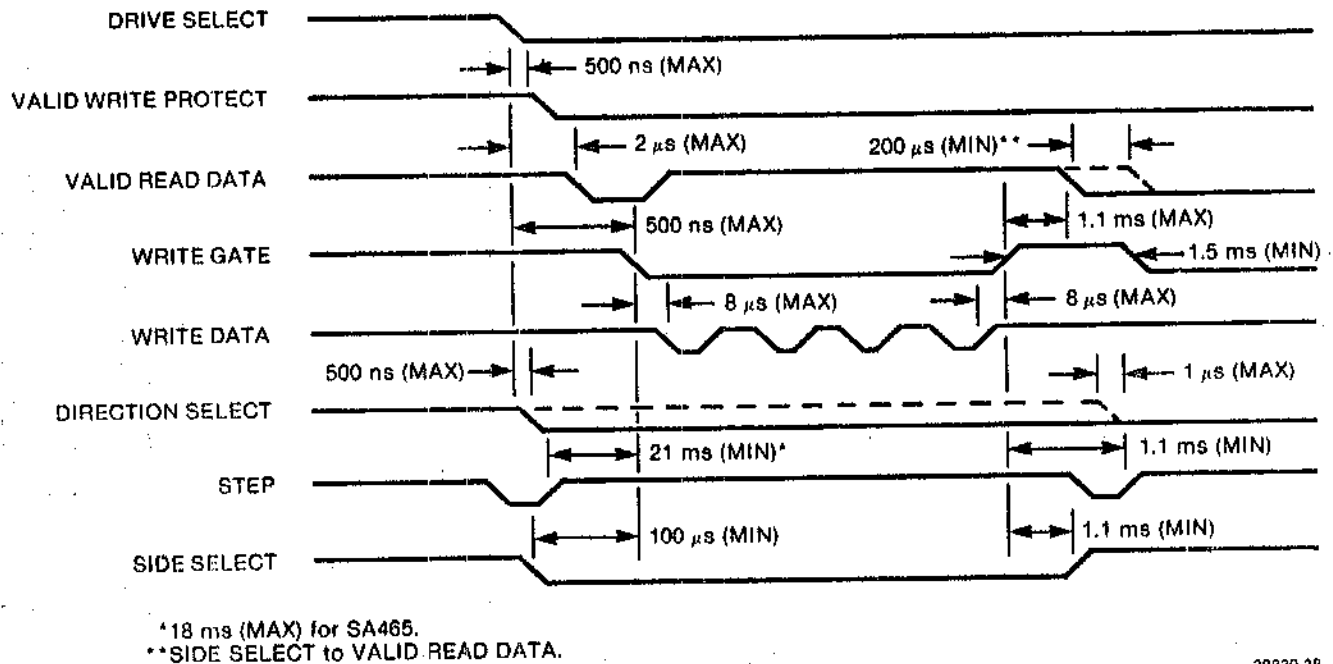 DRIVE SELECT
500 ns (MAX)
VALID WRITE PROTECT
2 μs (MAX)
200 μs (MIN)**
VALID READ DATA
500 ns (MAX)
1.1 ms (MAX)
WRITE GATE
1.5 ms (MIN)
8 μs (MAX)
8 μs (MAX)
WRITE DATA
500 ns (MAX)
1 μs (MAX)
DIRECTION SELECT
21 ms (MIN)*
1.1 ms (MIN)
STEP
100 μs (MIN)
1.1 ms (MIN)
SIDE SELECT
*18 ms (MAX) for SA465.
**SIDE SELECT to VALID READ DATA.